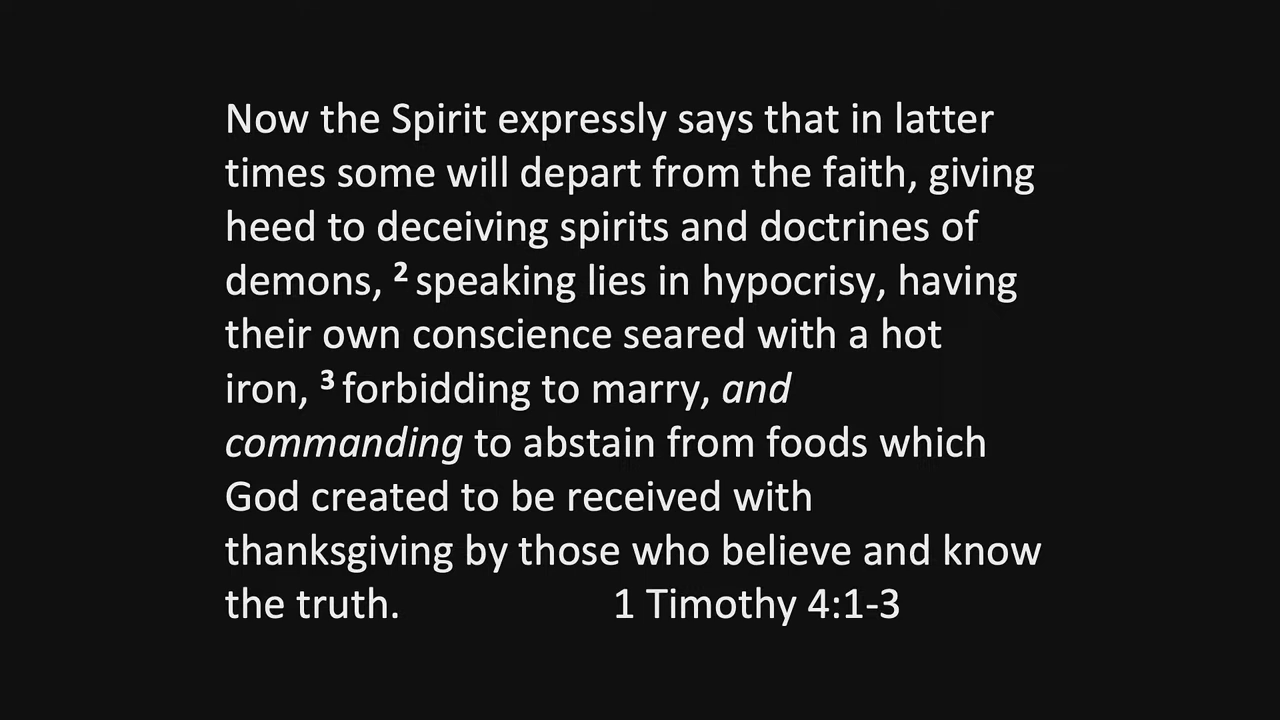 Now the Spirit expressly says that in latter
times some will depart from the faith, giving
heed to deceiving spirits and doctrines of
demons, ² speaking lies in hypocrisy, having
their own conscience seared with a hot
iron, ³ forbidding to marry, and
commanding to abstain from foods which
God created to be received with
thanksgiving by those who believe and know
the truth. 1 Timothy 4:1-3